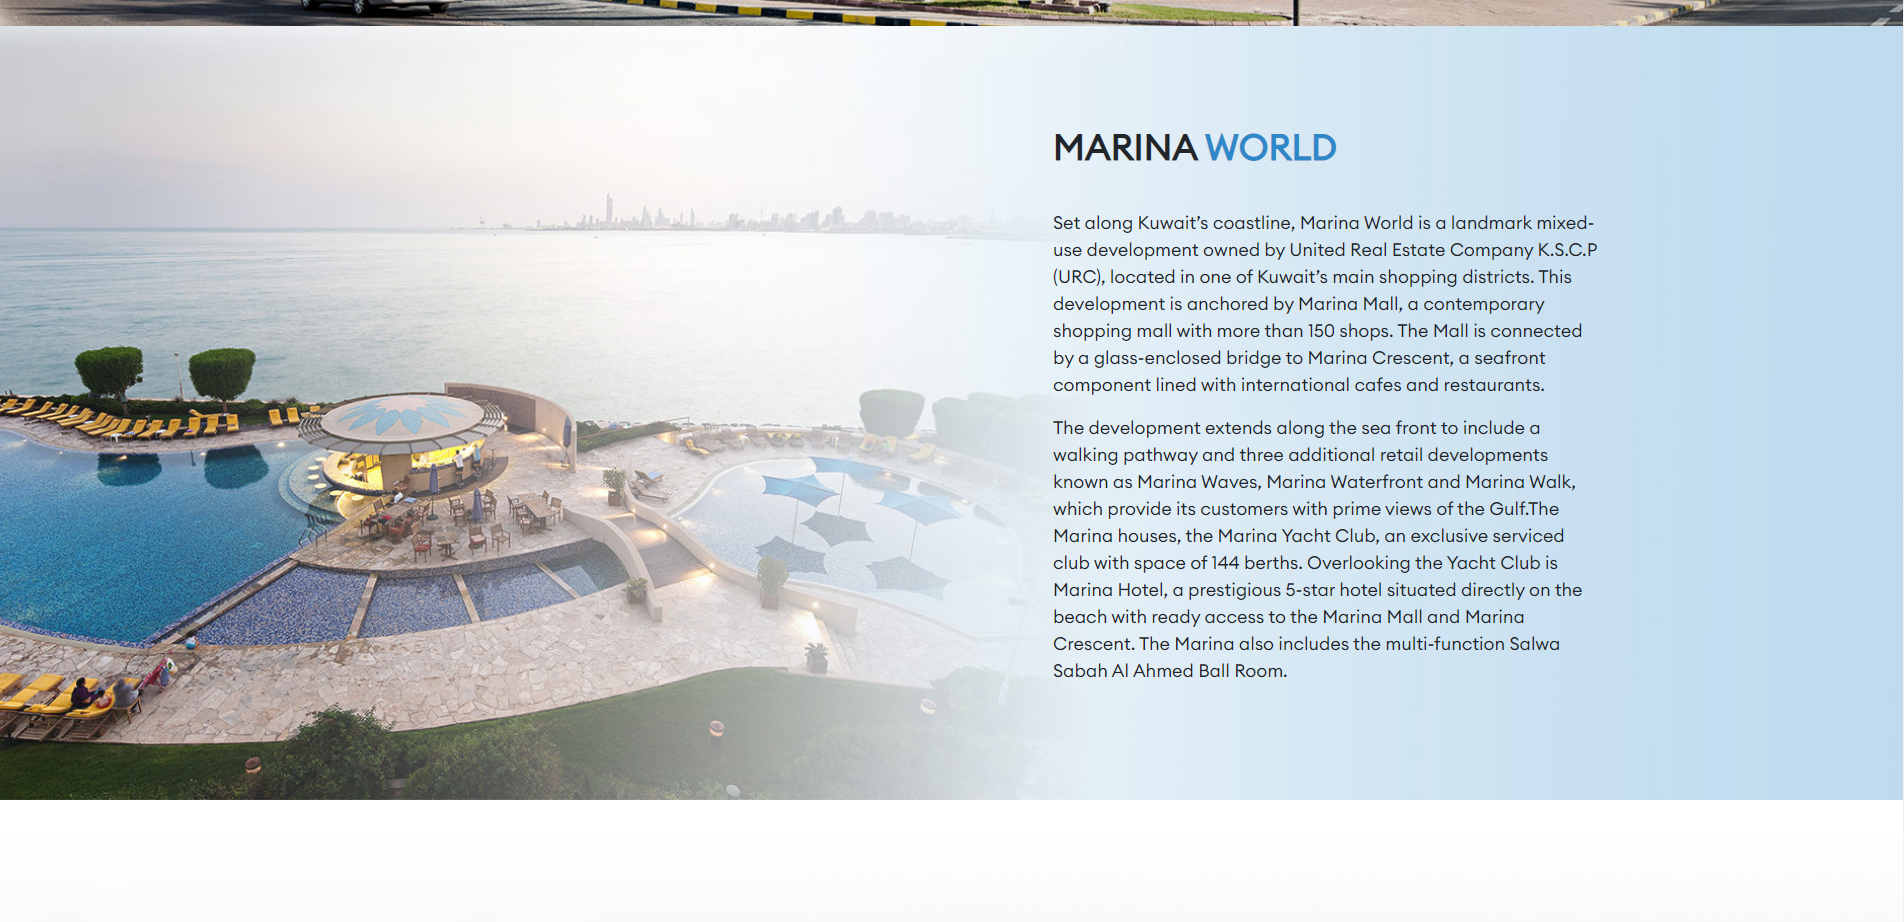 MARINA WORLD
Set along Kuwait’s coastline, Marina World is a landmark mixed-
use development owned by United Real Estate Company K.S.C.P
(URC), located in one of Kuwait’s main shopping districts. This
development is anchored by Marina Mall, a contemporary
shopping mall with more than 150 shops. The Mall is connected
by a glass-enclosed bridge to Marina Crescent, a seafront
component lined with international cafes and restaurants.
The development extends along the sea front to include a
walking pathway and three additional retail developments
known as Marina Waves, Marina Waterfront and Marina Walk,
which provide its customers with prime views of the Gulf.The
Marina houses, the Marina Yacht Club, an exclusive serviced
club with space of 144 berths. Overlooking the Yacht Club is
Marina Hotel, a prestigious 5-star hotel situated directly on the
beach with ready access to the Marina Mall and Marina
Crescent. The Marina also includes the multi-function Salwa
Sabah Al Ahmed Ball Room.